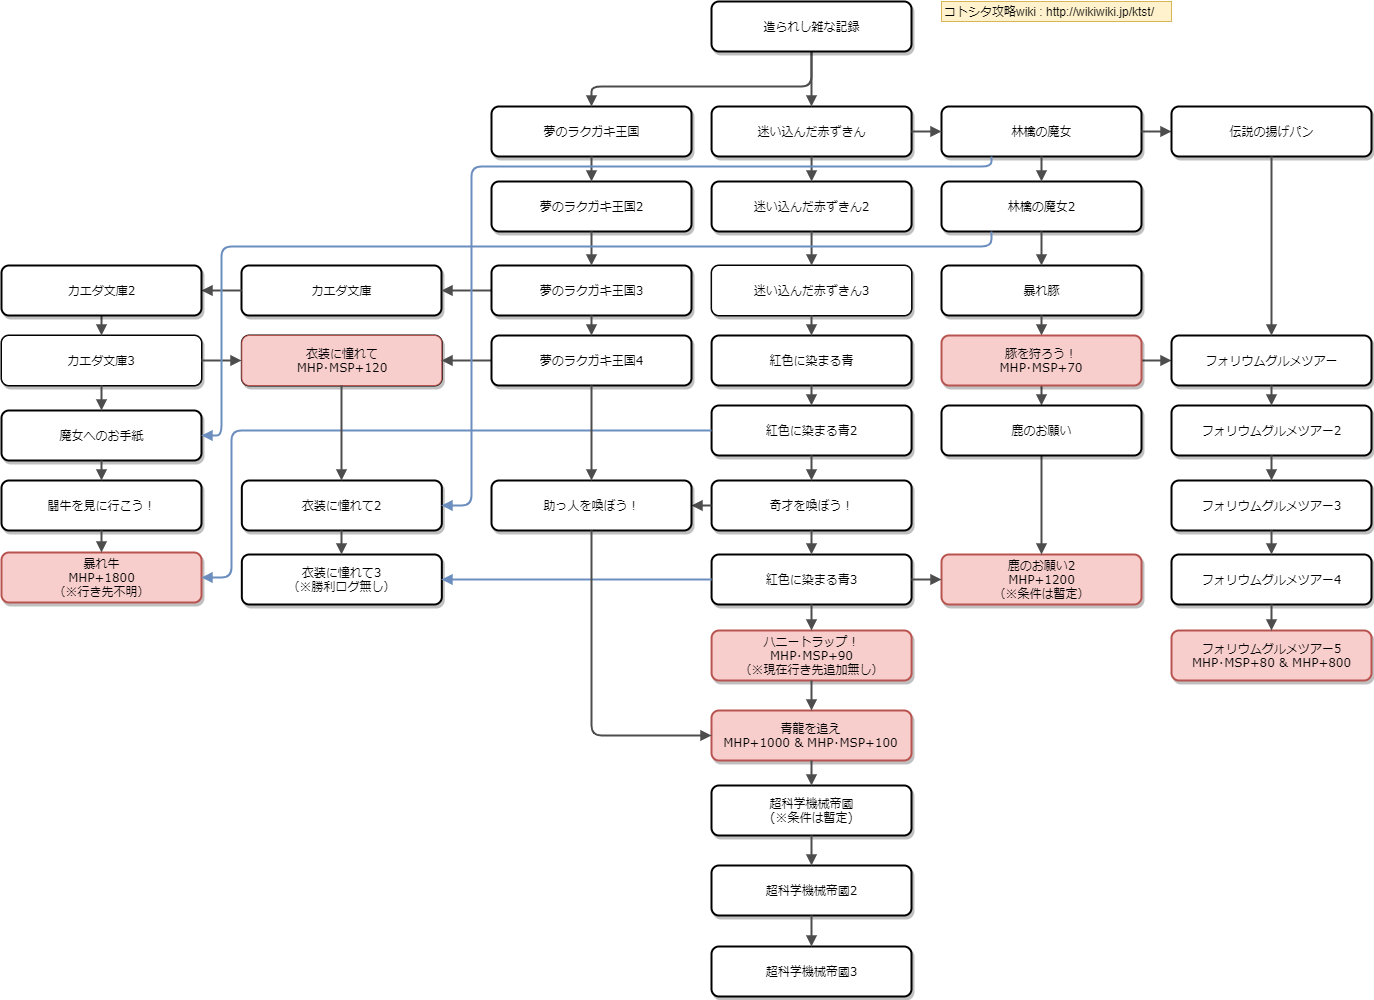 造られし雑な記録
コトシタ攻略wiki : http://wikiwiki.jp/ktst/
夢のラクガキ王国
迷い込んだ赤ずきん
林檎の魔女
伝説の揚げパン
夢のラクガキ王国2
迷い込んだ赤ずきん2
林檎の魔女2
カエダ文庫2
カエダ文庫
夢のラクガキ王国3
迷い込んだ赤ずきん3
暴れ豚
カエダ文庫3
衣装に憧れて
MHP･MSP+120
夢のラクガキ王国4
紅色に染まる青
豚を狩ろう！
MHP･MSP+70
フォリウムグルメツアー
魔女へのお手紙
紅色に染まる青2
鹿のお願い
フォリウムグルメツアー2
闘牛を見に行こう！
衣装に憧れて2
助っ人を喚ぼう！
奇才を喚ぼう！
フォリウムグルメツアー3
暴れ牛
MHP+1800
（※行き先不明）
衣装に憧れて3
（※勝利ログ無し）
紅色に染まる青3
鹿のお願い2
MHP+1200
（※条件は暫定）
フォリウムグルメツアー4
ハニートラップ！
MHP･MSP+90
（※現在行き先追加無し）
フォリウムグルメツアー5
MHP･MSP+80 & MHP+800
青龍を追え
MHP+1000 & MHP･MSP+100
超科学機械帝國
（※条件は暫定）
超科学機械帝國2
超科学機械帝國3